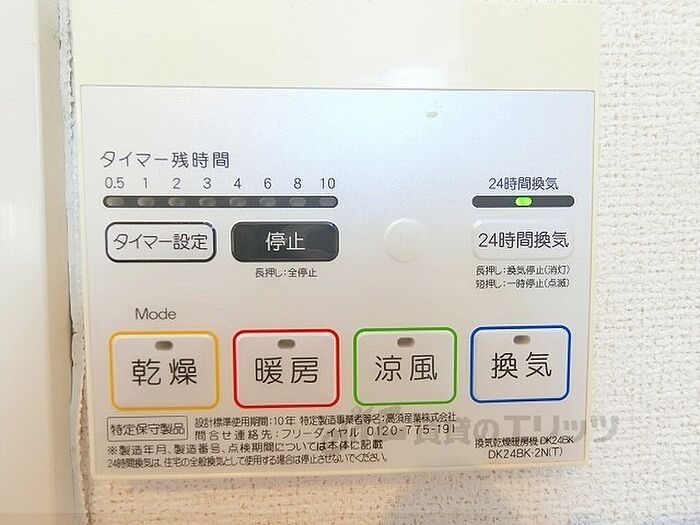 タイマー残時間
0.5 1 2 3 4 6 8 10
24時間換気
タイマー設定
停止
24時間換気
長押し:全停止
長押し:換気停止(消灯)
短押し:一時停止(点滅)
Mode
乾燥
暖房
涼風
換気
特定保守製品
設計標準使用期間:10年 特定製造事業者等名:高須産業株式会社
問合せ連絡先:フリーダイヤル 0120-775-191
※製造年月、製造番号、点検期間については本体に記載
24時間換気は、住宅の全般換気として使用する場合は停止させないでください。
換気乾燥暖房機 DK24BK
DK24BK-2N(T)
賃貸のエリッツ